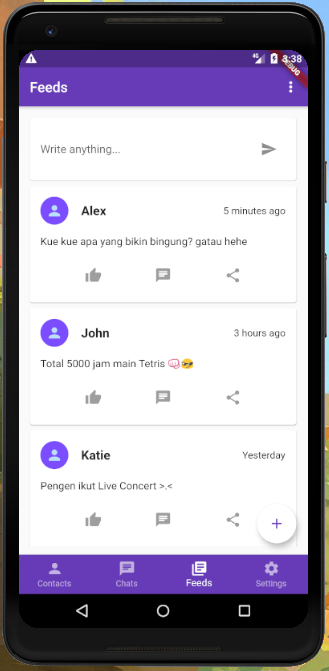 4G 3:38
DEBUG
Feeds
Write anything...
Alex 5 minutes ago
Kue kue apa yang bikin bingung? gatau hehe
John 3 hours ago
Total 5000 jam main Tetris 👊😎
Katie Yesterday
Pengen ikut Live Concert >.<
+
Contacts Chats Feeds Settings